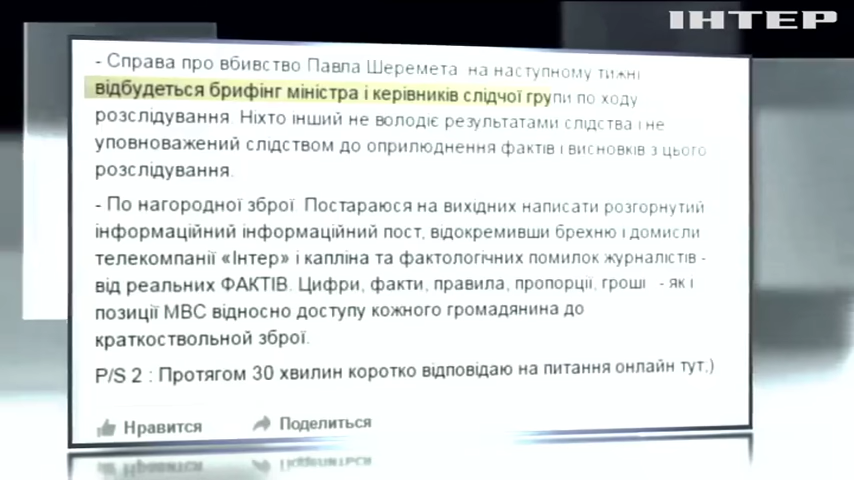 ІНТЕР
- Справа про вбивство Павла Шеремета на наступному тижні
відбудеться брифінг міністра і керівників слідчої групи по ходу
розслідування. Ніхто інший не володіє результатами слідства і не
уповноважений слідством до оприлюднення фактів і висновків з цього
розслідування.
- По нагородної зброї Постараюся на вихідних написати розгорнутий
інформаційний інформаційний пост, відокремивши брехню і домисли
телекомпанії «Інтер» і капліна та фактологічних помилок журналістів -
від реальних ФАКТІВ. Цифри, факти, правила, пропорції, гроші - як і
позиції МВС відносно доступу кожного громадянина до
краткоствольной зброї.
P/S 2 : Протягом 30 хвилин коротко відповідаю на питання онлайн тут.)
Нравится Поделиться